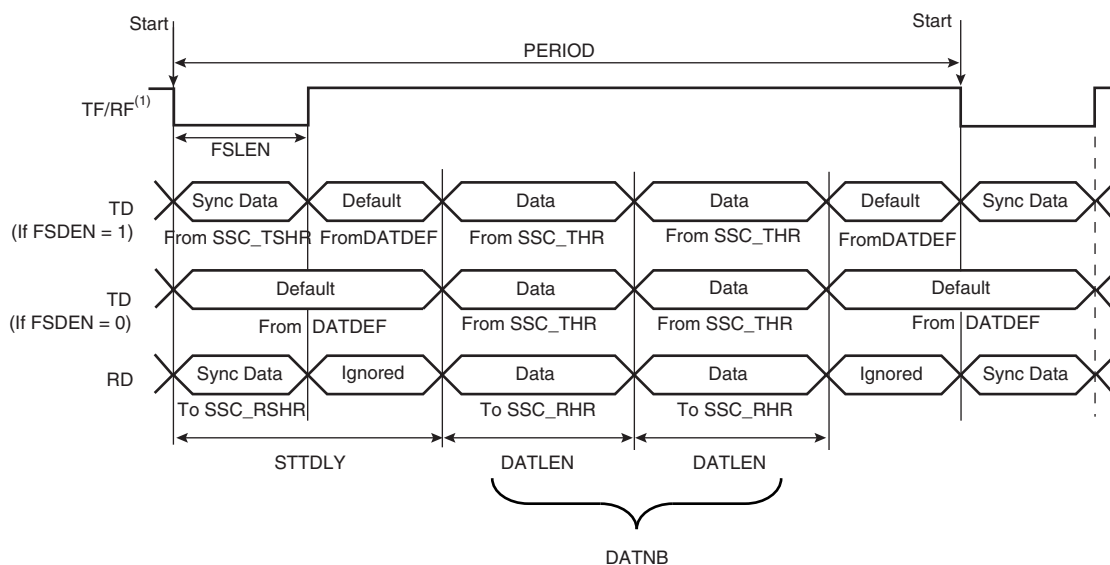 Start
Start
PERIOD
TF/RF(1)
FSLEN
TD
(If FSDEN = 1)
Sync Data
Default
Data
Data
Default
Sync Data
From SSC_TSHR
FromDATDEF
From SSC_THR
From SSC_THR
FromDATDEF
TD
(If FSDEN = 0)
Default
Data
Data
Default
From DATDEF
From SSC_THR
From SSC_THR
From DATDEF
RD
Sync Data
Ignored
Data
Data
Ignored
Sync Data
To SSC_RSHR
To SSC_RHR
To SSC_RHR
STTDLY
DATLEN
DATLEN
DATNB